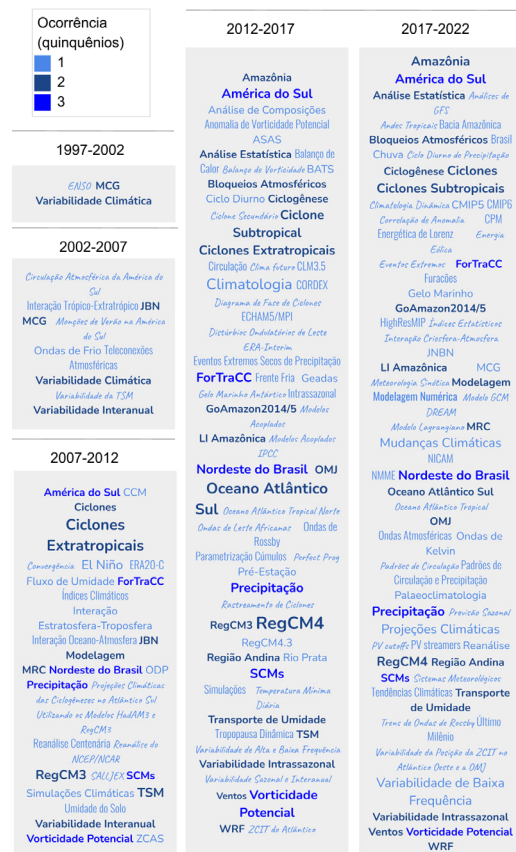 Ocorrência
(quinquênios)
1
2
3
1997-2002
ENSO MCG
Variabilidade Climática
2002-2007
Circulação Atmosférica da América do
Sul
Interação Trópico-Extratrópico JBN
MCG Monções de Verão na América
do Sul
Ondas de Frio Teleconexões
Atmosféricas
Variabilidade Climática
Variabilidade da TSM
Variabilidade Interanual
2007-2012
América do Sul CCM
Ciclones
Ciclones
Extratropicais
Convergência El Niño ERA20-C
Fluxo de Umidade ForTraCC
Índices Climáticos
Interação
Estratosfera-Troposfera
Interação Oceano-Atmosfera JBN
Modelagem
MRC Nordeste do Brasil ODP
Precipitação Projeções Climáticas
das Ciclogêneses no Atlântico Sul
Utilizando os Modelos HadAM3 e
RegCM3
Reanálise Centenária Reanálise do
NCEP/NCAR
RegCM3 SALLJEX SCMs
Simulações Climáticas TSM
Umidade do Solo
Variabilidade Interanual
Vorticidade Potencial ZCAS
2012-2017
Amazônia
América do Sul
Análise de Composições
Anomalia de Vorticidade Potencial
ASAS
Análise Estatística Balanço de
Calor Balanço de Vorticidade BATS
Bloqueios Atmosféricos
Ciclo Diurno Ciclogênese
Ciclone Secundário Ciclone
Subtropical
Ciclones Extratropicais
Circulação Clima futuro CLM3.5
Climatologia CORDEX
Diagrama de Fase de Ciclones
ECHAM5/MPI
Distúrbios Ondulatórios de Leste
ERA-Interim
Eventos Extremos Secos de Precipitação
ForTraCC Frente Fria Geadas
Gelo Marinho Antártico Intrassazonal
GoAmazon2014/5 Modelos
Acoplados
LI Amazônica Modelos Acoplados
IPCC
Nordeste do Brasil OMJ
Oceano Atlântico
Sul Oceano Atlântico Tropical Norte
Ondas de Leste Africanas Ondas de
Rossby
Parametrização Cúmulos Perfect Prog
Pré-Estação
Precipitação
Rastreamento de Ciclones
RegCM3 RegCM4
RegCM4.3
Região Andina Rio Prata
SCMs
Simulações Temperatura Mínima
Diária
Transporte de Umidade
Tropopausa Dinâmica TSM
Variabilidade de Alta e Baixa Frequência
Variabilidade Intrassazonal
Variabilidade Sazonal e Interanual
Ventos Vorticidade
Potencial
WRF ZCIT do Atlântico
2017-2022
Amazônia
América do Sul
Análise Estatística Análises de
GFS
Andes Tropicais Bacia Amazônica
Bloqueios Atmosféricos Brasil
Chuva Ciclo Diurno de Precipitação
Ciclogênese Ciclones
Ciclones Subtropicais
Climatologia Dinâmica CMIP5 CMIP6
Correlação de Anomalia CPM
Energética de Lorenz Energia
Eólica
Eventos Extremos ForTraCC
Furacões
Gelo Marinho
GoAmazon2014/5
HighResMIP Índices Estatísticos
Interação Criosfera-Atmosfera
JNBN
LI Amazônica MCG
Meteorologia Sinótica Modelagem
Modelagem Numérica Modelo GCM
DREAM
Modelo Lagrangiano MRC
Mudanças Climáticas
NICAM
NMME Nordeste do Brasil
Oceano Atlântico Sul
Oceano Atlântico Tropical
OMJ
Ondas Atmosféricas Ondas de
Kelvin
Padrões de Circulação Padrões de
Circulação e Precipitação
Palaeoclimatologia
Precipitação Previsão Sazonal
Projeções Climáticas
PV cutoffs PV streamers Reanálise
RegCM4 Região Andina
SCMs Sistemas Meteorológicos
Tendências Climáticas Transporte
de Umidade
Trens de Ondas de Rossby Último
Milênio
Variabilidade da Posição da ZCIT no
Atlântico Oeste e a OMJ
Variabilidade de Baixa
Frequência
Variabilidade Intrassazonal
Ventos Vorticidade Potencial
WRF